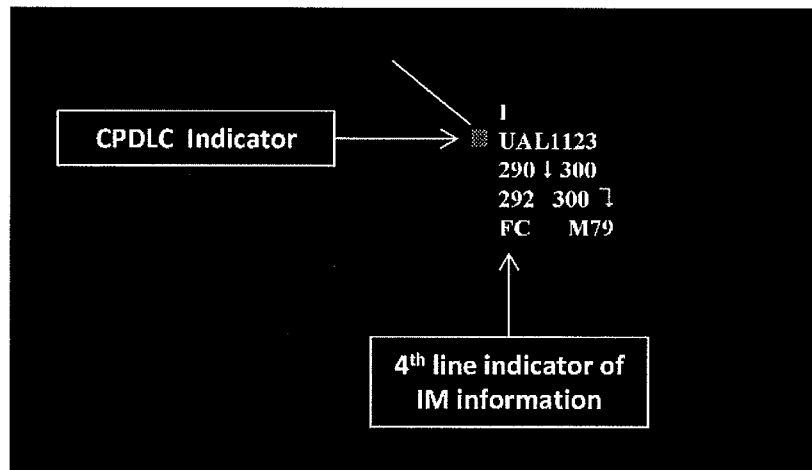 I
CPDLC Indicator
UAL1123
290 ↓ 300
292 300 ↴
FC M79
4th line indicator of
IM information